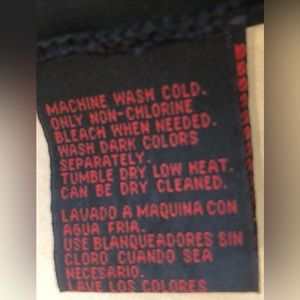 MACHINE WASH COLD.
ONLY NON-CHLORINE
BLEACH WHEN NEEDED.
WASH DARK COLORS
SEPARATELY.
TUMBLE DRY LOW HEAT.
CAN BE DRY CLEANED.
LAVADO A MAQUINA CON
AGUA FRIA.
USE BLANQUEADORES SIN
CLORO CUANDO SEA
NECESARIO.
LAVE LOS COLORES